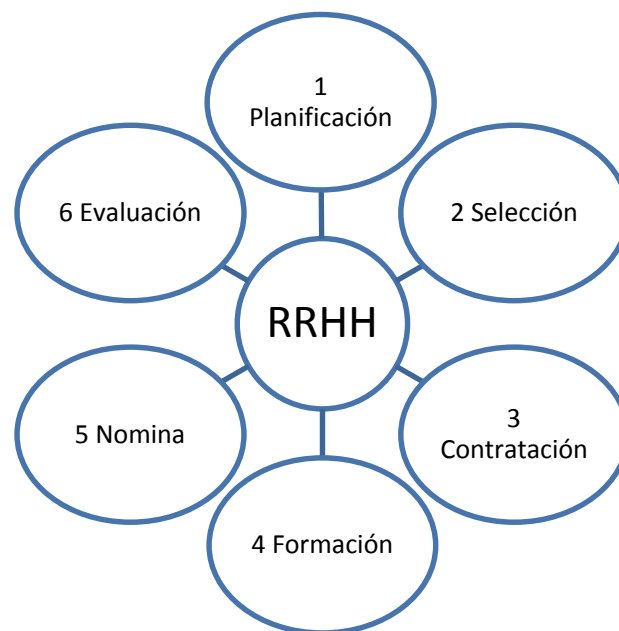 1
Planificación
2 Selección
3
Contratación
4 Formación
5 Nomina
6 Evaluación
RRHH